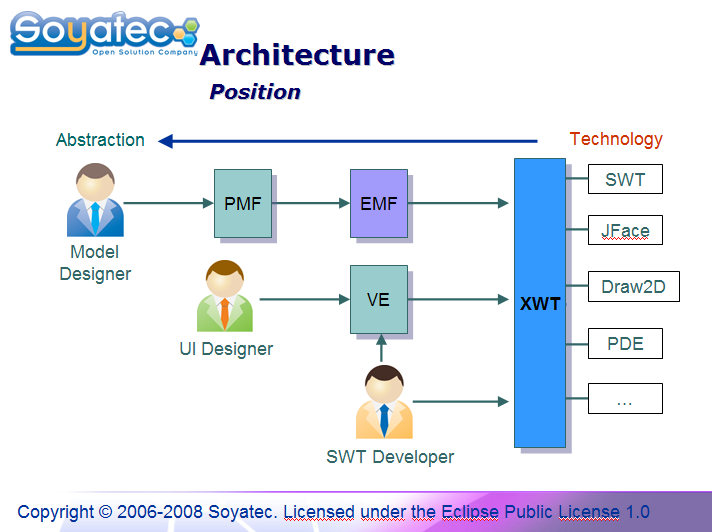 Soyatec
Open Solution Company
Architecture
Position
Abstraction
Technology
PMF
EMF
SWT
Model
Designer
JFace
VE
XWT
Draw2D
UI Designer
PDE
...
SWT Developer
Copyright © 2006-2008 Soyatec. Licensed under the Eclipse Public License 1.0